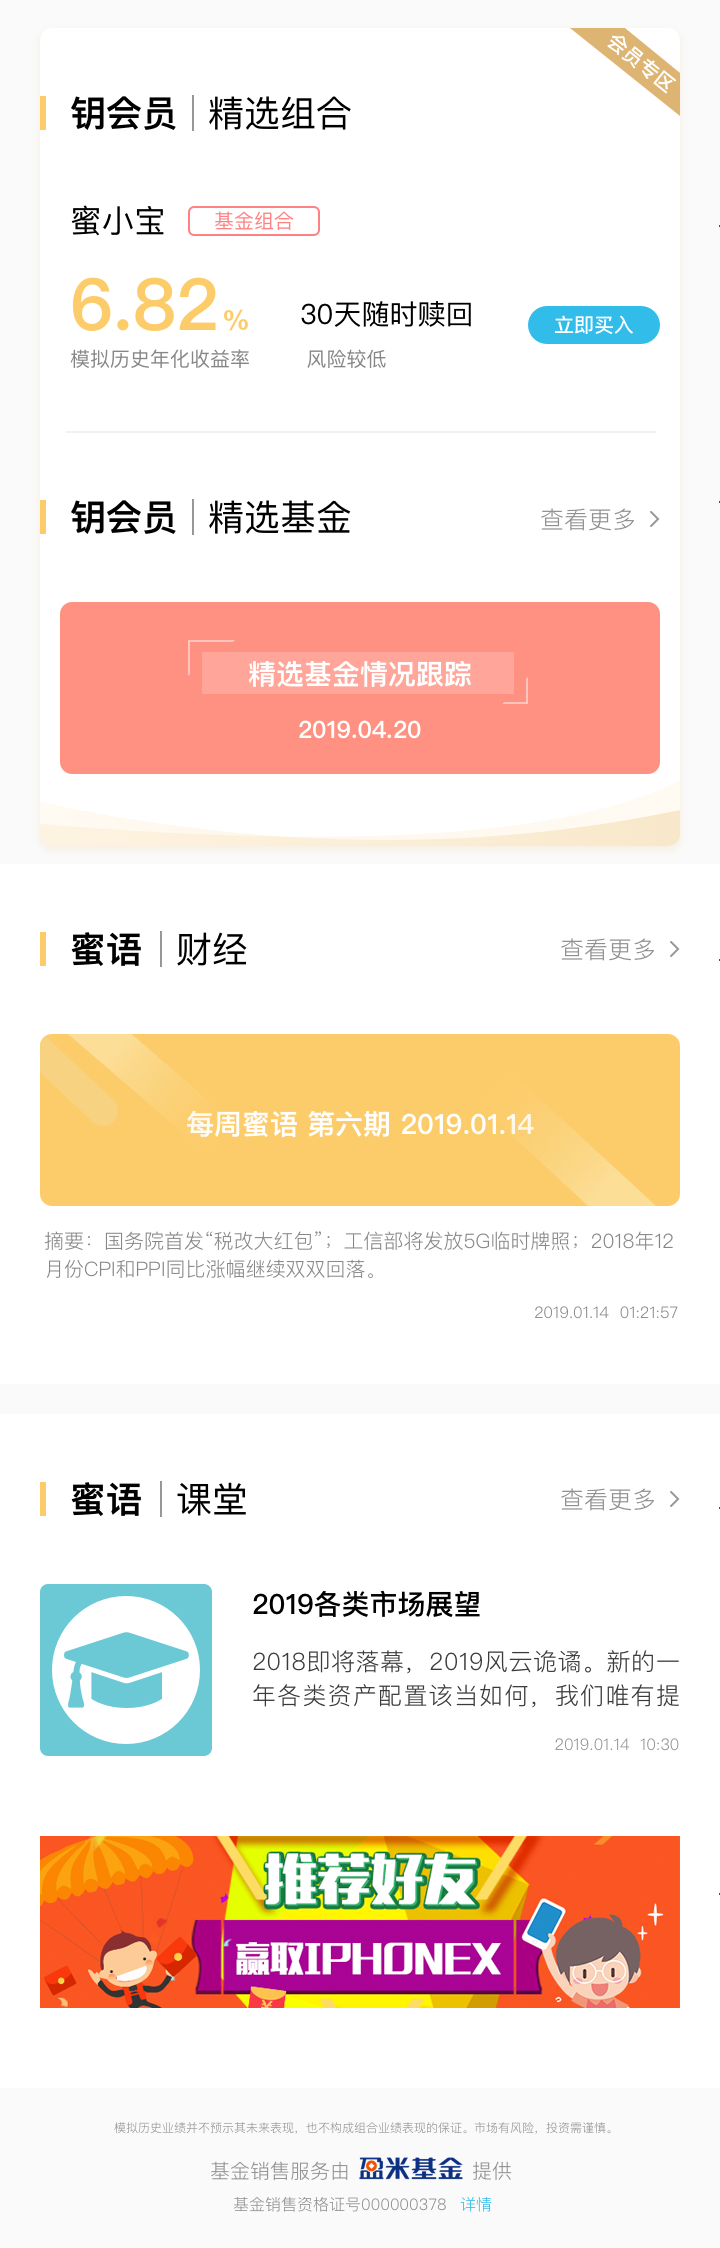 会员专区
钥会员 | 精选组合
蜜小宝 基金组合
6.82% 30天随时赎回 立即买入
模拟历史年化收益率 风险较低
钥会员 | 精选基金 查看更多 >
精选基金情况跟踪
2019.04.20
蜜语 | 财经 查看更多 >
每周蜜语 第六期 2019.01.14
摘要：国务院首发“税改大红包”；工信部将发放5G临时牌照；2018年12
月份CPI和PPI同比涨幅继续双双回落。
2019.01.14 01:21:57
蜜语 | 课堂 查看更多 >
2019各类市场展望
2018即将落幕，2019风云诡谲。新的一
年各类资产配置该当如何，我们唯有提
2019.01.14 10:30
推荐好友
赢取IPHONEX
模拟历史业绩并不预示其未来表现，也不构成组合业绩表现的保证。市场有风险，投资需谨慎。
基金销售服务由 盈米基金 提供
基金销售资格证号000000378 详情